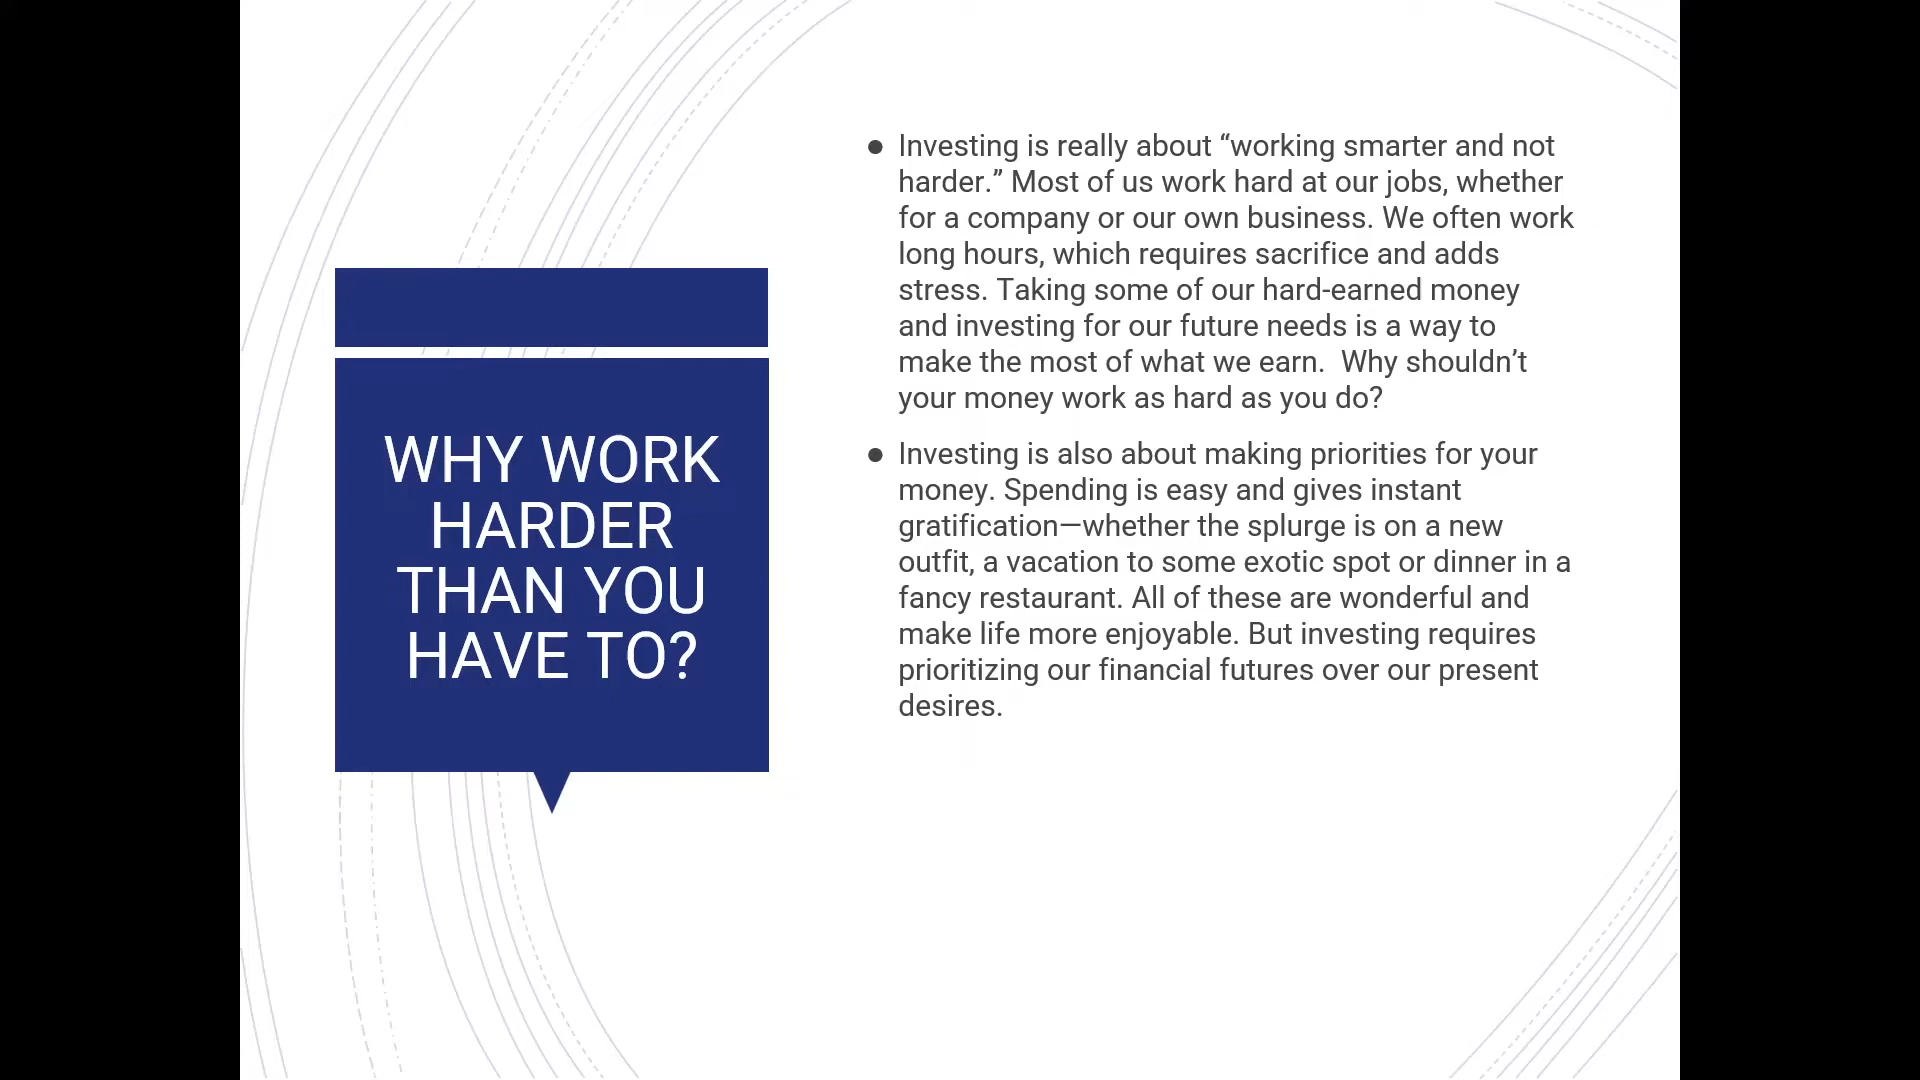 WHY WORK
HARDER
THAN YOU
HAVE TO?
● Investing is really about “working smarter and not
harder.” Most of us work hard at our jobs, whether
for a company or our own business. We often work
long hours, which requires sacrifice and adds
stress. Taking some of our hard-earned money
and investing for our future needs is a way to
make the most of what we earn.  Why shouldn’t
your money work as hard as you do?
● Investing is also about making priorities for your
money. Spending is easy and gives instant
gratification—whether the splurge is on a new
outfit, a vacation to some exotic spot or dinner in a
fancy restaurant. All of these are wonderful and
make life more enjoyable. But investing requires
prioritizing our financial futures over our present
desires.